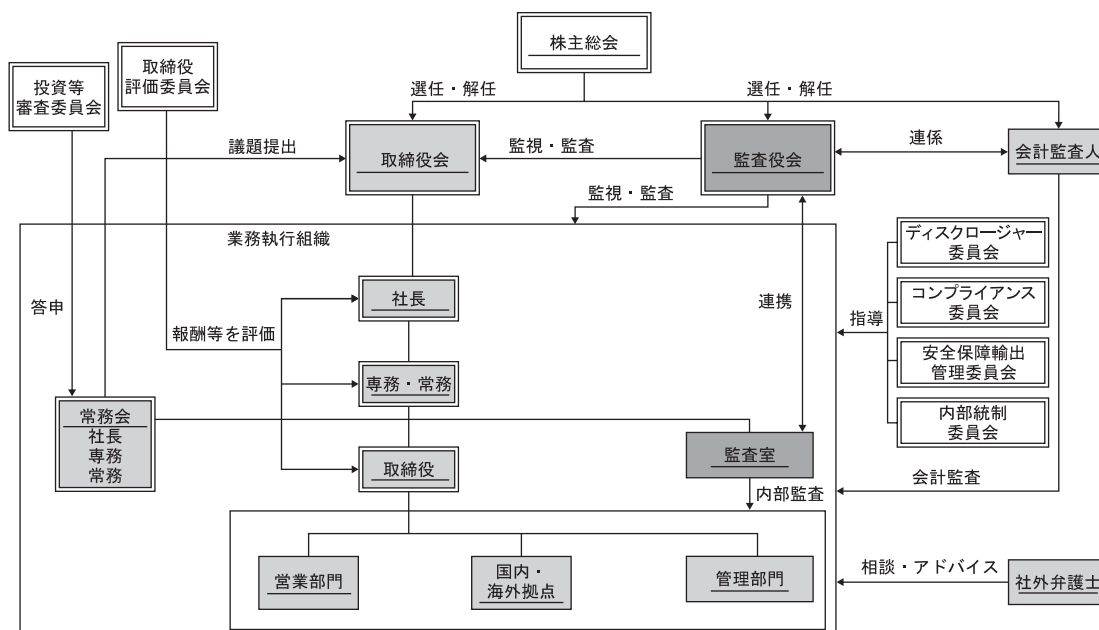 株主総会
取締役
評価委員会
投資等
審査委員会
選任・解任
選任・解任
議題提出
取締役会
監視・監査
監査役会
連係
会計監査人
監視・監査
業務執行組織
ディスクロージャー
委員会
社長
コンプライアンス
委員会
答申
報酬等を評価
連携
指導
安全保障輸出
管理委員会
専務・常務
常務会
社長
専務
常務
内部統制
委員会
取締役
監査室
会計監査
内部監査
営業部門
国内・
海外拠点
管理部門
相談・アドバイス
社外弁護士